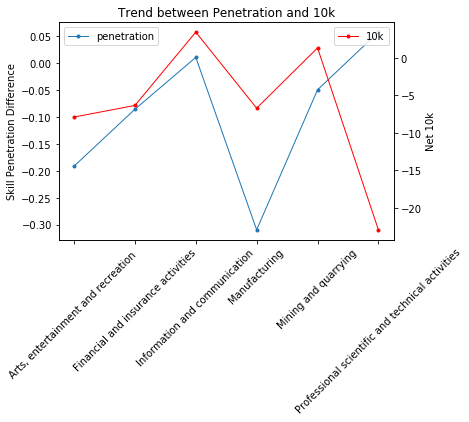 Trend between Penetration and 10k
penetration
10k
0.05
0.00
−0.05
−0.10
−0.15
−0.20
−0.25
−0.30
Skill Penetration Difference
0
−5
−10
−15
−20
Net 10k
Arts, entertainment and recreation
Financial and insurance activities
Information and communication
Manufacturing
Mining and quarrying
Professional scientific and technical activities